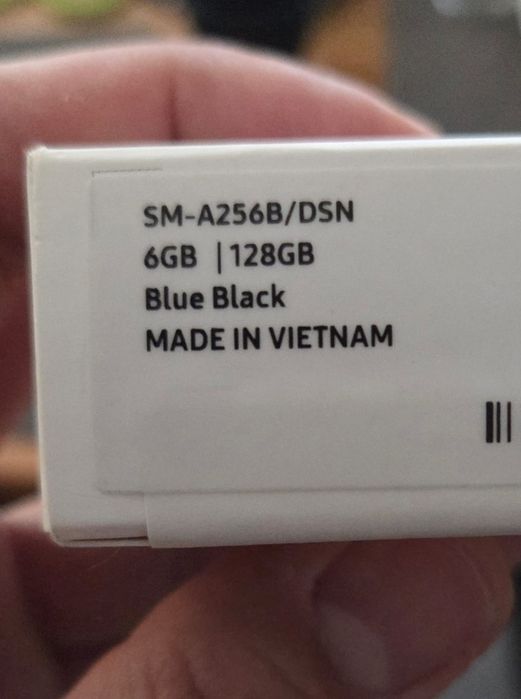 SM-A256B/DSN
6GB | 128GB
Blue Black
MADE IN VIETNAM